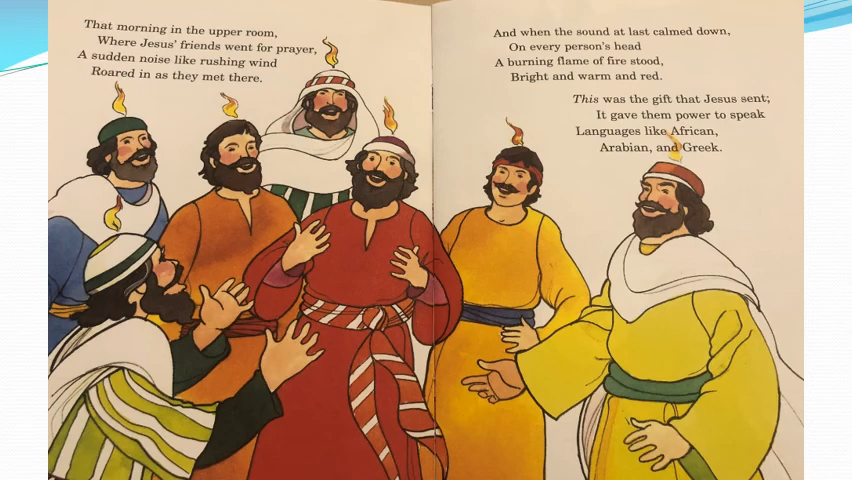 That morning in the upper room,
Where Jesus' friends went for prayer,
A sudden noise like rushing wind
Roared in as they met there.
And when the sound at last calmed down,
On every person's head
A burning flame of fire stood,
Bright and warm and red.
This was the gift that Jesus sent;
It gave them power to speak
Languages like African,
Arabian, and Greek.